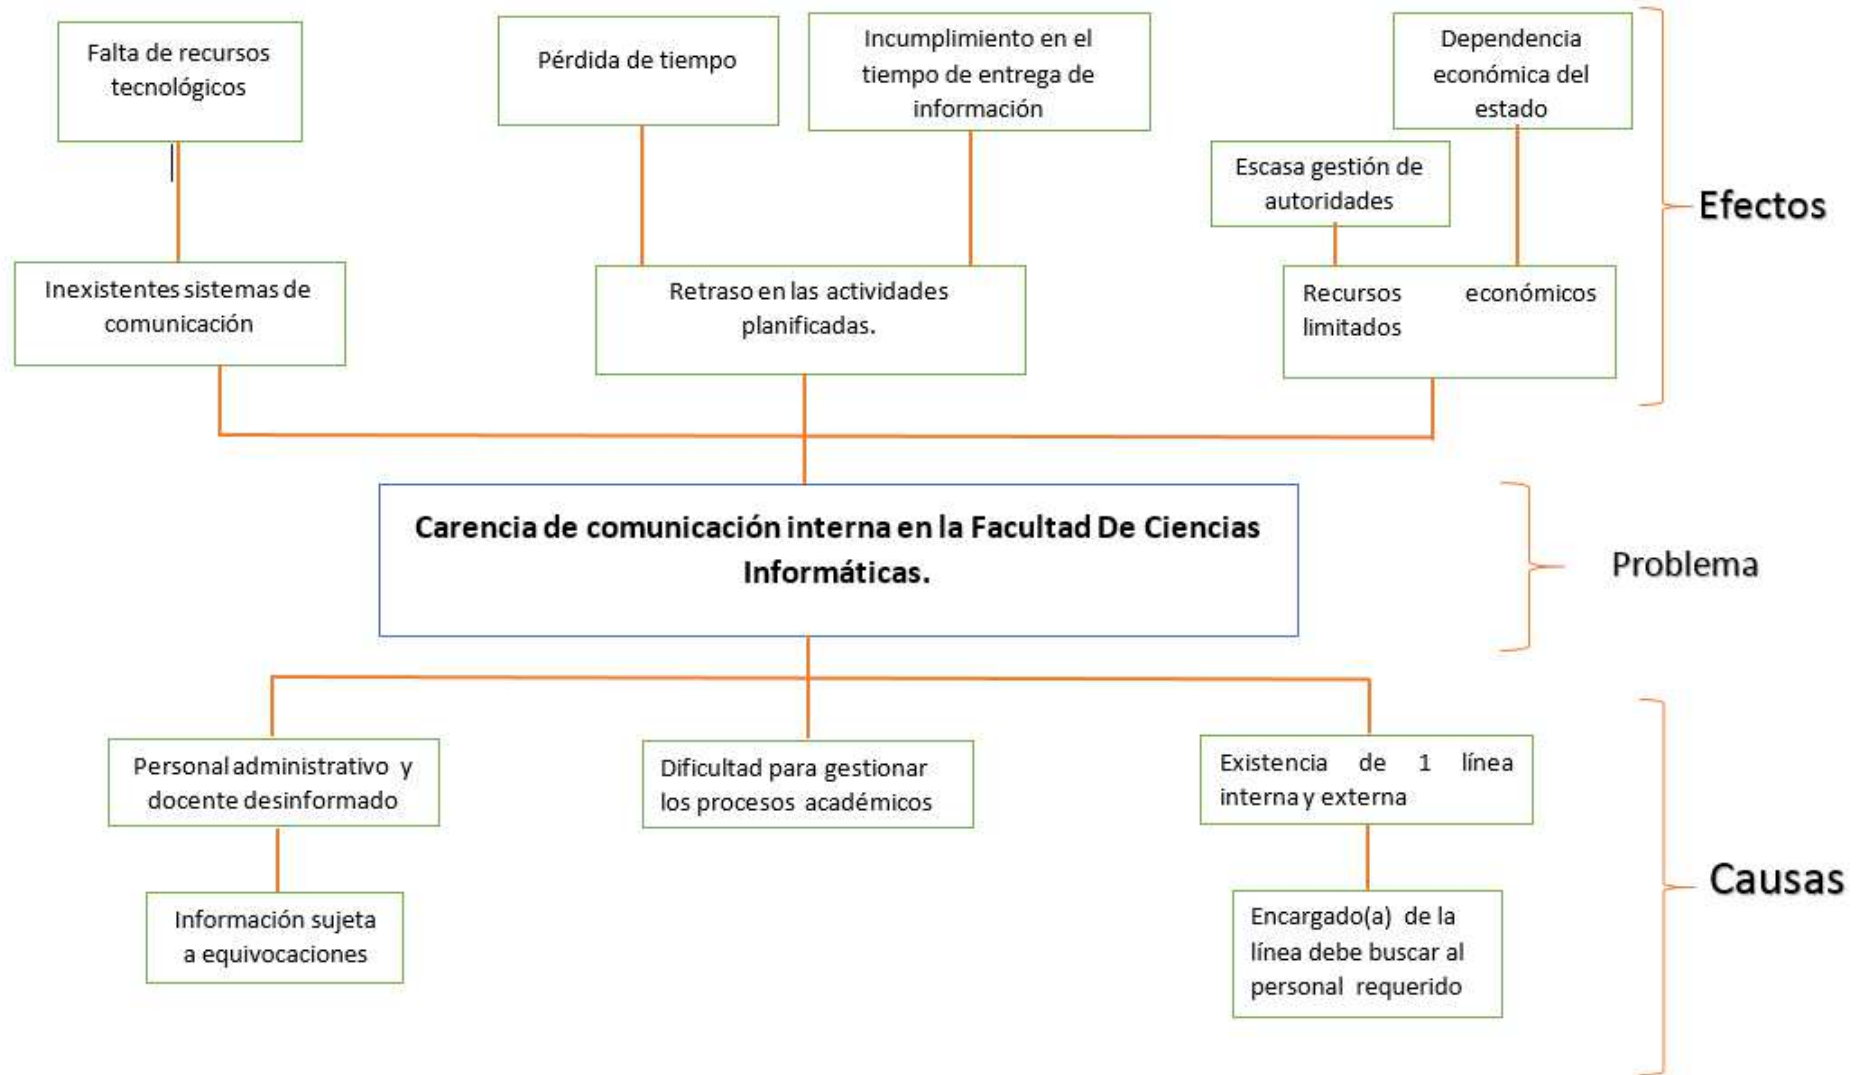 Falta de recursos
tecnológicos
Pérdida de tiempo
Incumplimiento en el
tiempo de entrega de
información
Dependencia
económica del
estado
Escasa gestión de
autoridades
Efectos
Inexistentes sistemas de
comunicación
Retraso en las actividades
planificadas.
Recursos económicos
limitados
Carencia de comunicación interna en la Facultad De Ciencias
Informáticas.
Problema
Personal administrativo y
docente desinformado
Dificultad para gestionar
los procesos académicos
Existencia de 1 línea
interna y externa
Causas
Información sujeta
a equivocaciones
Encargado(a) de la
línea debe buscar al
personal requerido